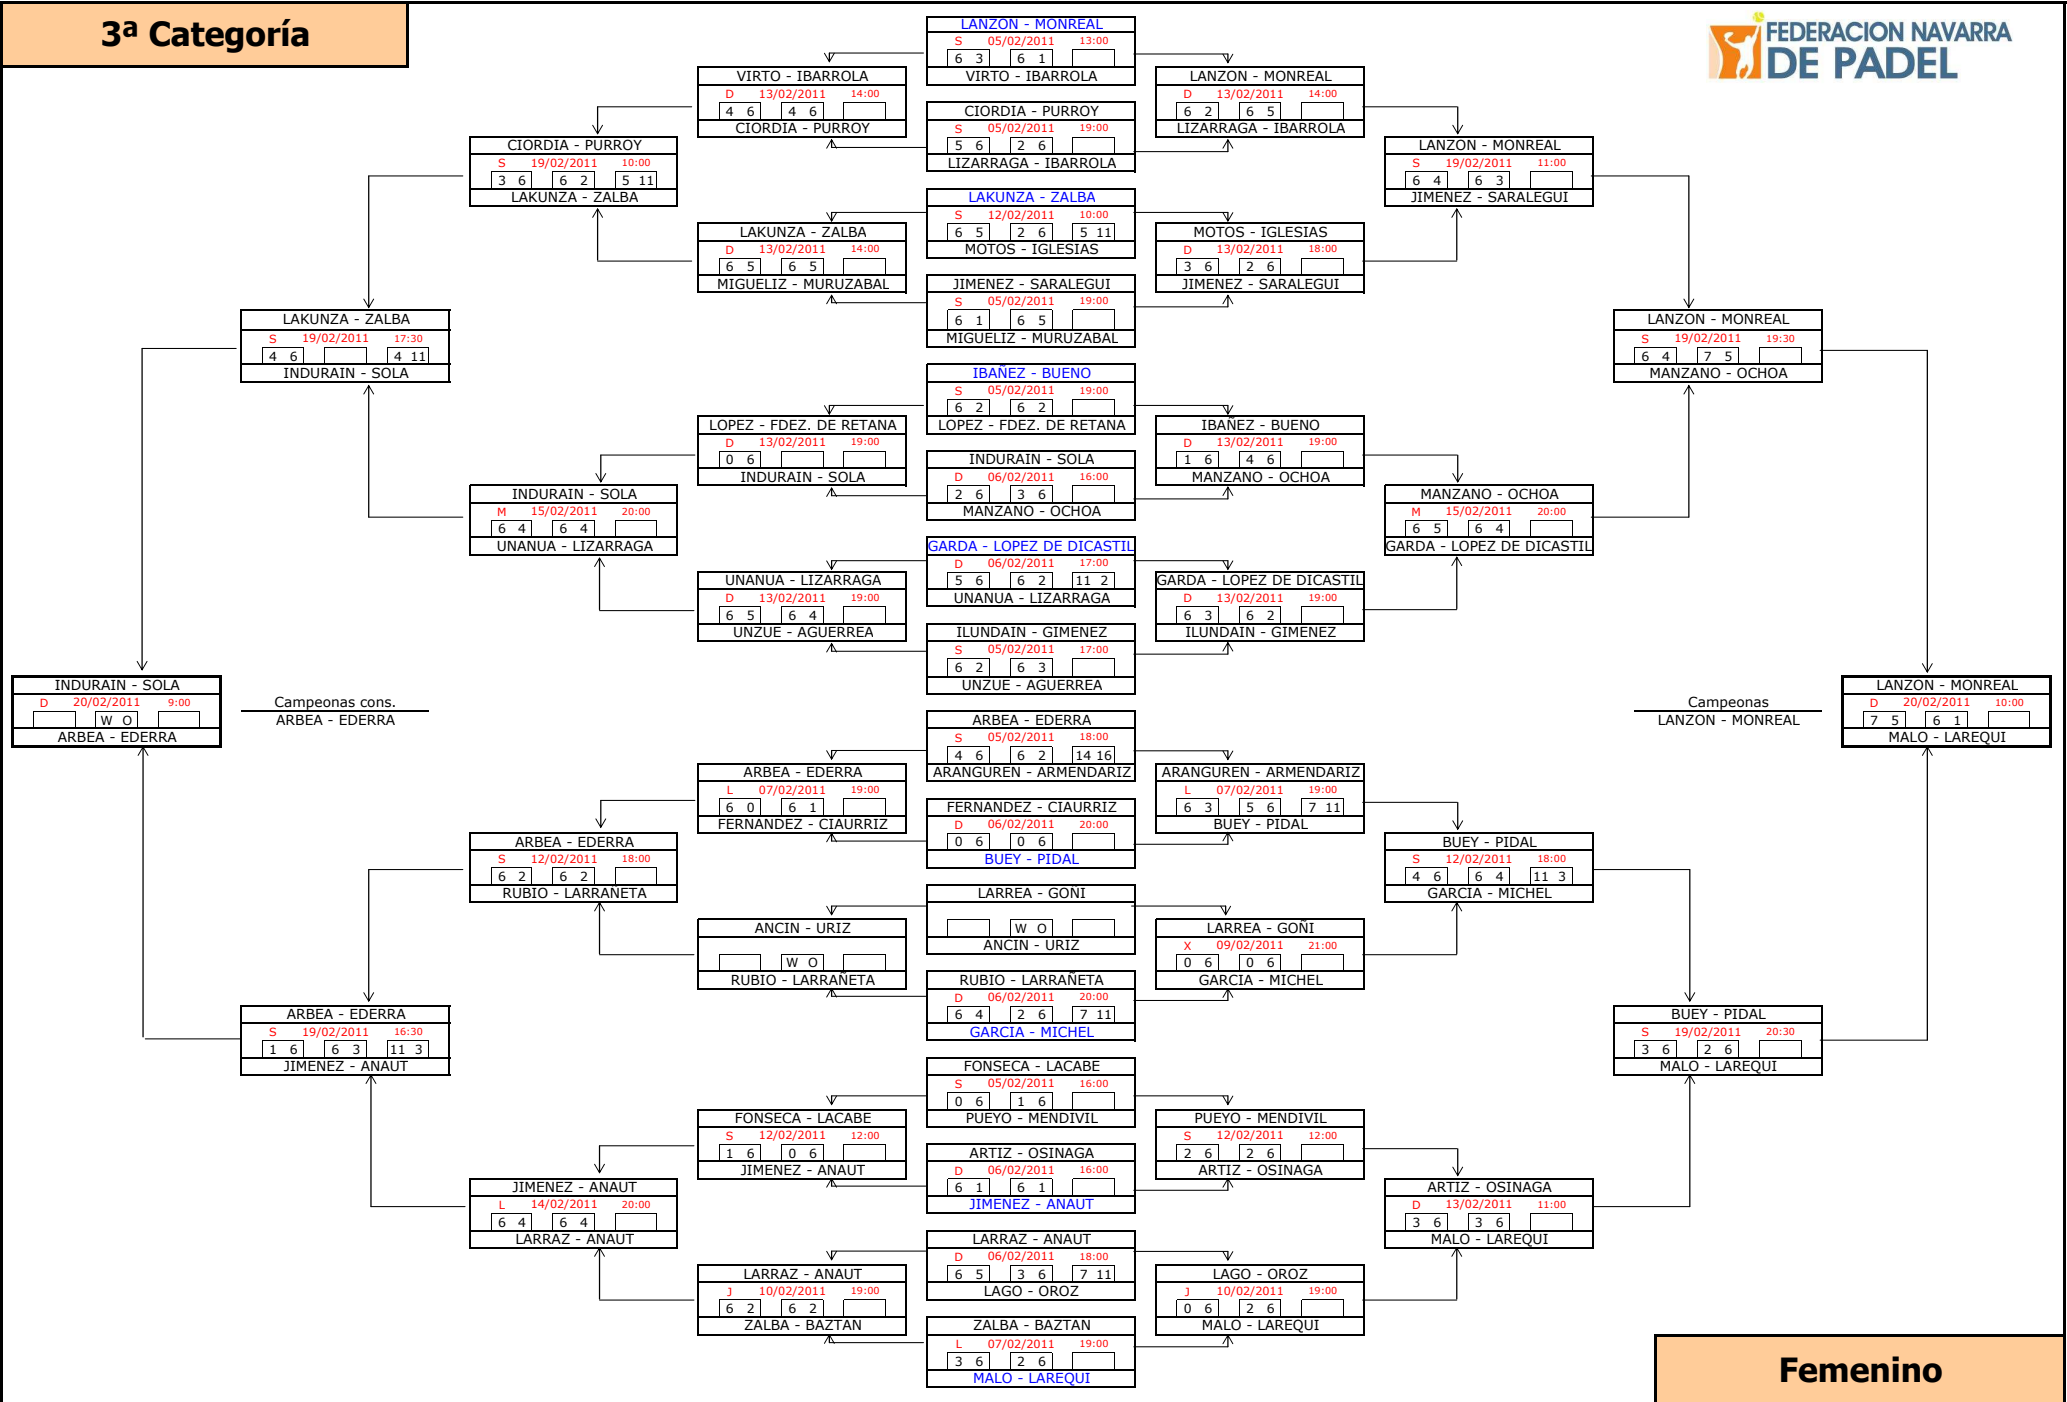 3ª Categoría
FEDERACION NAVARRA
DE PADEL
LANZON - MONREAL
S 05/02/2011 13:00
6 3 6 1
VIRTO - IBARROLA
CIORDIA - PURROY
S 05/02/2011 19:00
5 6 2 6
LIZARRAGA - IBARROLA
LAKUNZA - ZALBA
S 12/02/2011 10:00
6 5 2 6 5 11
MOTOS - IGLESIAS
JIMENEZ - SARALEGUI
S 05/02/2011 19:00
6 1 6 5
MIGUELIZ - MURUZABAL
IBAÑEZ - BUENO
S 05/02/2011 19:00
6 2 6 2
LOPEZ - FDEZ. DE RETANA
INDURAIN - SOLA
D 06/02/2011 16:00
2 6 3 6
MANZANO - OCHOA
GARDA - LOPEZ DE DICASTIL
D 06/02/2011 17:00
5 6 6 2 11 2
UNANUA - LIZARRAGA
ILUNDAIN - GIMENEZ
S 05/02/2011 17:00
6 2 6 3
UNZUE - AGUERREA
ARBEA - EDERRA
S 05/02/2011 18:00
4 6 6 2 14 16
ARANGUREN - ARMENDARIZ
FERNANDEZ - CIAURRIZ
D 06/02/2011 20:00
0 6 0 6
BUEY - PIDAL
LARREA - GOÑI
W O
ANCIN - URIZ
RUBIO - LARRAÑETA
D 06/02/2011 20:00
6 4 2 6 7 11
GARCIA - MICHEL
FONSECA - LACABE
S 05/02/2011 16:00
0 6 1 6
PUEYO - MENDIVIL
ARTIZ - OSINAGA
D 06/02/2011 16:00
6 1 6 1
JIMENEZ - ANAUT
LARRAZ - ANAUT
D 06/02/2011 18:00
6 5 3 6 7 11
LAGO - OROZ
ZALBA - BAZTAN
L 07/02/2011 19:00
3 6 2 6
MALO - LAREQUI
VIRTO - IBARROLA
D 13/02/2011 14:00
4 6 4 6
CIORDIA - PURROY
LAKUNZA - ZALBA
D 13/02/2011 14:00
6 5 6 5
MIGUELIZ - MURUZABAL
LOPEZ - FDEZ. DE RETANA
D 13/02/2011 19:00
0 6
INDURAIN - SOLA
UNANUA - LIZARRAGA
D 13/02/2011 19:00
6 5 6 4
UNZUE - AGUERREA
ARBEA - EDERRA
L 07/02/2011 19:00
6 0 6 1
FERNANDEZ - CIAURRIZ
ANCIN - URIZ
W O
RUBIO - LARRAÑETA
FONSECA - LACABE
S 12/02/2011 12:00
1 6 0 6
JIMENEZ - ANAUT
LARRAZ - ANAUT
J 10/02/2011 19:00
6 2 6 2
ZALBA - BAZTAN
CIORDIA - PURROY
S 19/02/2011 10:00
3 6 6 2 5 11
LAKUNZA - ZALBA
INDURAIN - SOLA
M 15/02/2011 20:00
6 4 6 4
UNANUA - LIZARRAGA
ARBEA - EDERRA
S 12/02/2011 18:00
6 2 6 2
RUBIO - LARRAÑETA
JIMENEZ - ANAUT
L 14/02/2011 20:00
6 4 6 4
LARRAZ - ANAUT
LAKUNZA - ZALBA
S 19/02/2011 17:30
4 6 4 11
INDURAIN - SOLA
ARBEA - EDERRA
S 19/02/2011 16:30
1 6 6 3 11 3
JIMENEZ - ANAUT
INDURAIN - SOLA
D 20/02/2011 9:00
W O
ARBEA - EDERRA
Campeonas cons.
ARBEA - EDERRA
LANZON - MONREAL
D 13/02/2011 14:00
6 2 6 5
LIZARRAGA - IBARROLA
MOTOS - IGLESIAS
D 13/02/2011 18:00
3 6 2 6
JIMENEZ - SARALEGUI
IBAÑEZ - BUENO
D 13/02/2011 19:00
1 6 4 6
MANZANO - OCHOA
GARDA - LOPEZ DE DICASTIL
D 13/02/2011 19:00
6 3 6 2
ILUNDAIN - GIMENEZ
ARANGUREN - ARMENDARIZ
L 07/02/2011 19:00
6 3 5 6 7 11
BUEY - PIDAL
LARREA - GOÑI
X 09/02/2011 21:00
0 6 0 6
GARCIA - MICHEL
PUEYO - MENDIVIL
S 12/02/2011 12:00
2 6 2 6
ARTIZ - OSINAGA
LAGO - OROZ
J 10/02/2011 19:00
0 6 2 6
MALO - LAREQUI
LANZON - MONREAL
S 19/02/2011 11:00
6 4 6 3
JIMENEZ - SARALEGUI
MANZANO - OCHOA
M 15/02/2011 20:00
6 5 6 4
GARDA - LOPEZ DE DICASTIL
BUEY - PIDAL
S 12/02/2011 18:00
4 6 6 4 11 3
GARCIA - MICHEL
ARTIZ - OSINAGA
D 13/02/2011 11:00
3 6 3 6
MALO - LAREQUI
LANZON - MONREAL
S 19/02/2011 19:30
6 4 7 5
MANZANO - OCHOA
BUEY - PIDAL
S 19/02/2011 20:30
3 6 2 6
MALO - LAREQUI
Campeonas
LANZON - MONREAL
LANZON - MONREAL
D 20/02/2011 10:00
7 5 6 1
MALO - LAREQUI
Femenino